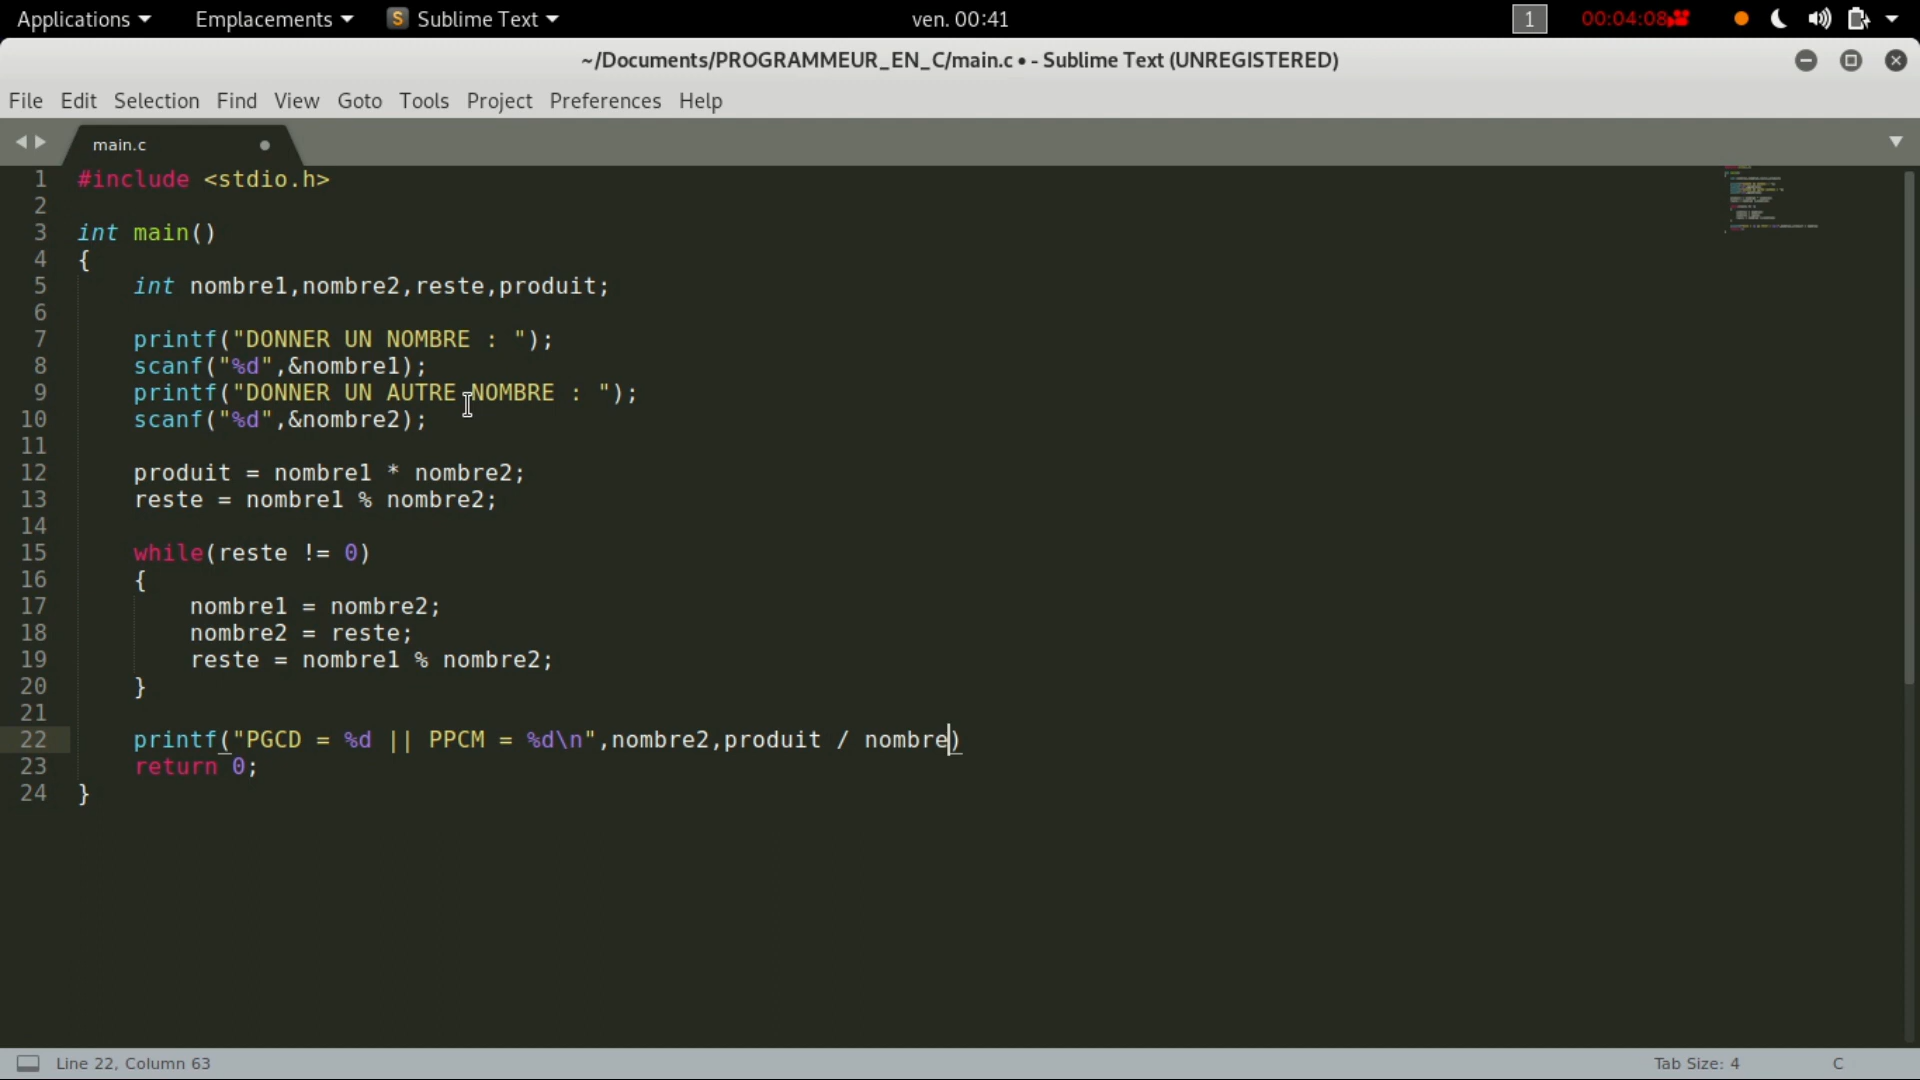 Applications Emplacements Sublime Text ven. 00:41 1 00:04:08
~/Documents/PROGRAMMEUR_EN_C/main.c • - Sublime Text (UNREGISTERED)
File Edit Selection Find View Goto Tools Project Preferences Help
main.c
1 #include <stdio.h>
2
3 int main()
4 {
5 int nombre1,nombre2,reste,produit;
6
7 printf("DONNER UN NOMBRE : ");
8 scanf("%d",&nombre1);
9 printf("DONNER UN AUTRE NOMBRE : ");
10 scanf("%d",&nombre2);
11
12 produit = nombre1 * nombre2;
13 reste = nombre1 % nombre2;
14
15 while(reste != 0)
16 {
17 nombre1 = nombre2;
18 nombre2 = reste;
19 reste = nombre1 % nombre2;
20 }
21
22 printf("PGCD = %d || PPCM = %d\n",nombre2,produit / nombre)
23 return 0;
24 }
Line 22, Column 63 Tab Size: 4 C